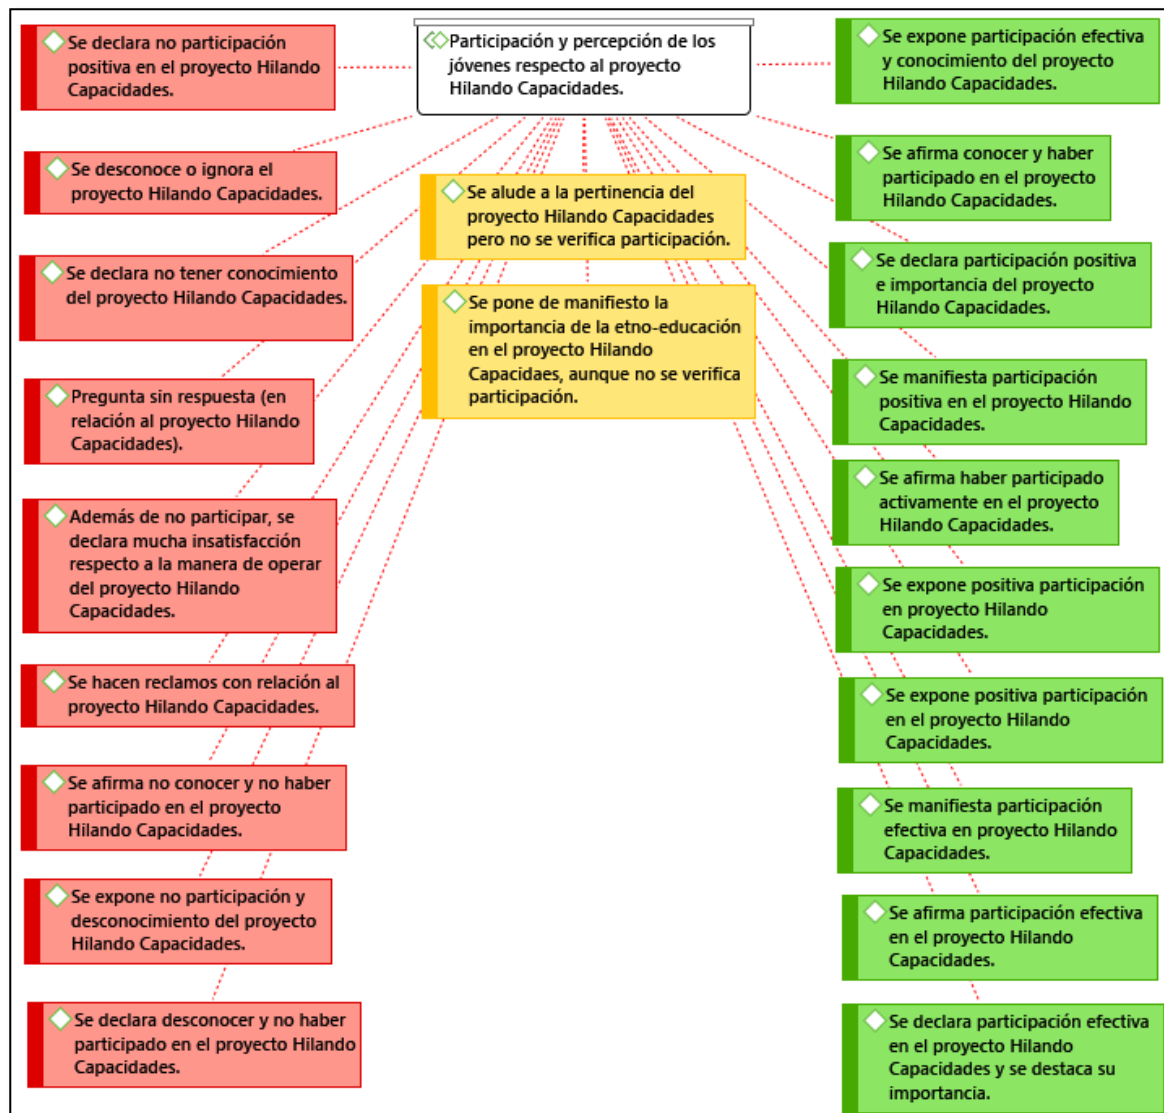 Participación y percepción de los
jóvenes respecto al proyecto
Hilando Capacidades.
Se declara no participación
positiva en el proyecto Hilando
Capacidades.
Se desconoce o ignora el
proyecto Hilando Capacidades.
Se declara no tener conocimiento
del proyecto Hilando Capacidades.
Pregunta sin respuesta (en
relación al proyecto Hilando
Capacidades).
Además de no participar, se
declara mucha insatisfacción
respecto a la manera de operar
del proyecto Hilando
Capacidades.
Se hacen reclamos con relación al
proyecto Hilando Capacidades.
Se afirma no conocer y no haber
participado en el proyecto
Hilando Capacidades.
Se expone no participación y
desconocimiento del proyecto
Hilando Capacidades.
Se declara desconocer y no haber
participado en el proyecto Hilando
Capacidades.
Se alude a la pertinencia del
proyecto Hilando Capacidades
pero no se verifica participación.
Se pone de manifiesto la
importancia de la etno-educación
en el proyecto Hilando
Capacidaes, aunque no se verifica
participación.
Se expone participación efectiva
y conocimiento del proyecto
Hilando Capacidades.
Se afirma conocer y haber
participado en el proyecto
Hilando Capacidades.
Se declara participación positiva
e importancia del proyecto
Hilando Capacidades.
Se manifiesta participación
positiva en el proyecto Hilando
Capacidades.
Se afirma haber participado
activamente en el proyecto
Hilando Capacidades.
Se expone positiva participación
en proyecto Hilando
Capacidades.
Se expone positiva participación
en el proyecto Hilando
Capacidades.
Se manifiesta participación
efectiva en proyecto Hilando
Capacidades.
Se afirma participación efectiva
en el proyecto Hilando
Capacidades.
Se declara participación efectiva
en el proyecto Hilando
Capacidades y se destaca su
importancia.